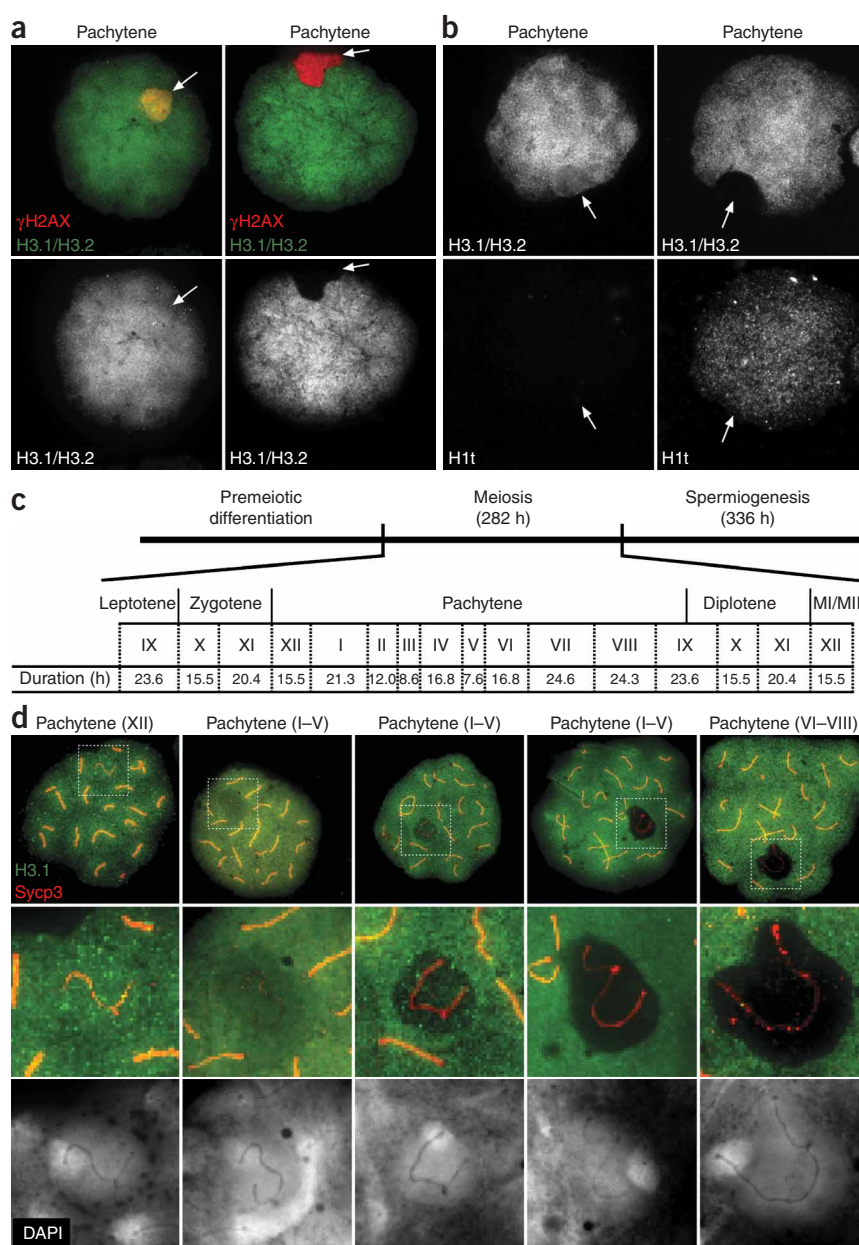 a
Pachytene
Pachytene
γH2AX
H3.1/H3.2
γH2AX
H3.1/H3.2
H3.1/H3.2
H3.1/H3.2
b
Pachytene
Pachytene
H3.1/H3.2
H3.1/H3.2
H1t
H1t
c
Premeiotic
differentiation
Meiosis
(282 h)
Spermiogenesis
(336 h)
Leptotene Zygotene Pachytene Diplotene MI/MII
IX X XI XII I II III IV V VI VII VIII IX X XI XII
Duration (h) 23.6 15.5 20.4 15.5 21.3 12.0 8.6 16.8 7.6 16.8 24.6 24.3 23.6 15.5 20.4 15.5
d
Pachytene (XII) Pachytene (I–V) Pachytene (I–V) Pachytene (I–V) Pachytene (VI–VIII)
H3.1
Sycp3
DAPI